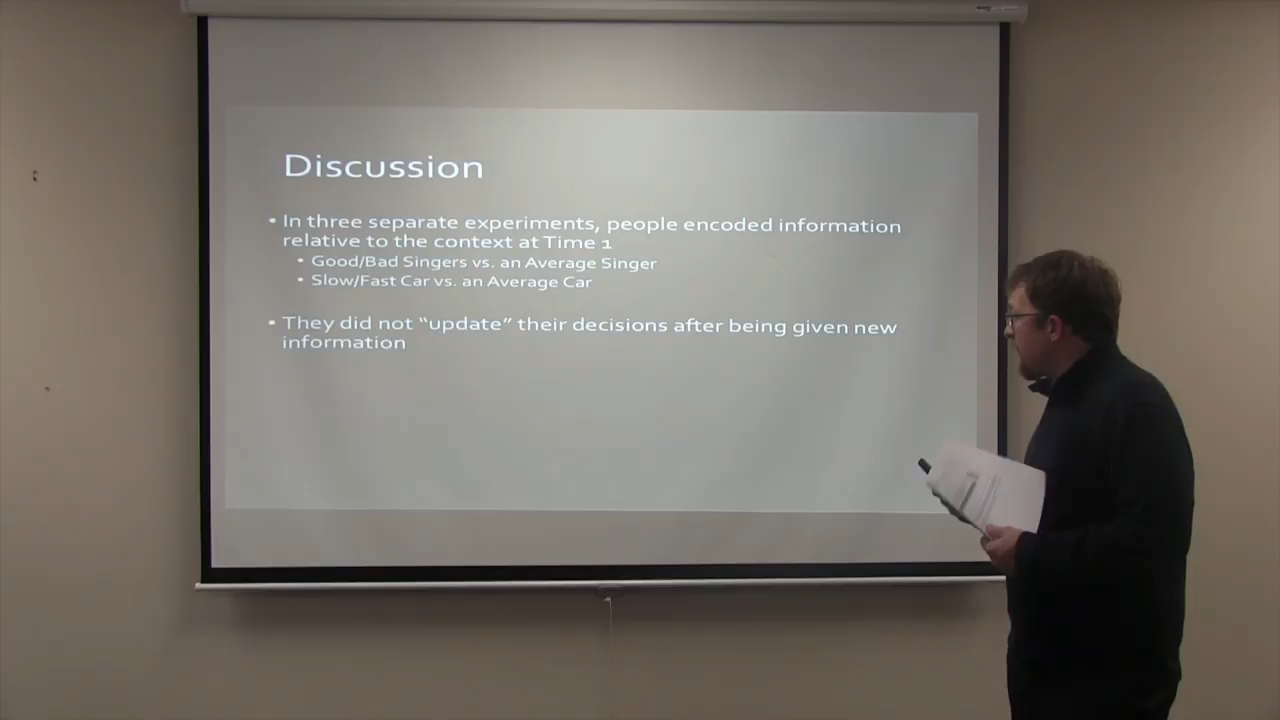 Discussion
• In three separate experiments, people encoded information
relative to the context at Time 1
• Good/Bad Singers vs. an Average Singer
• Slow/Fast Car vs. an Average Car
• They did not “update” their decisions after being given new
information